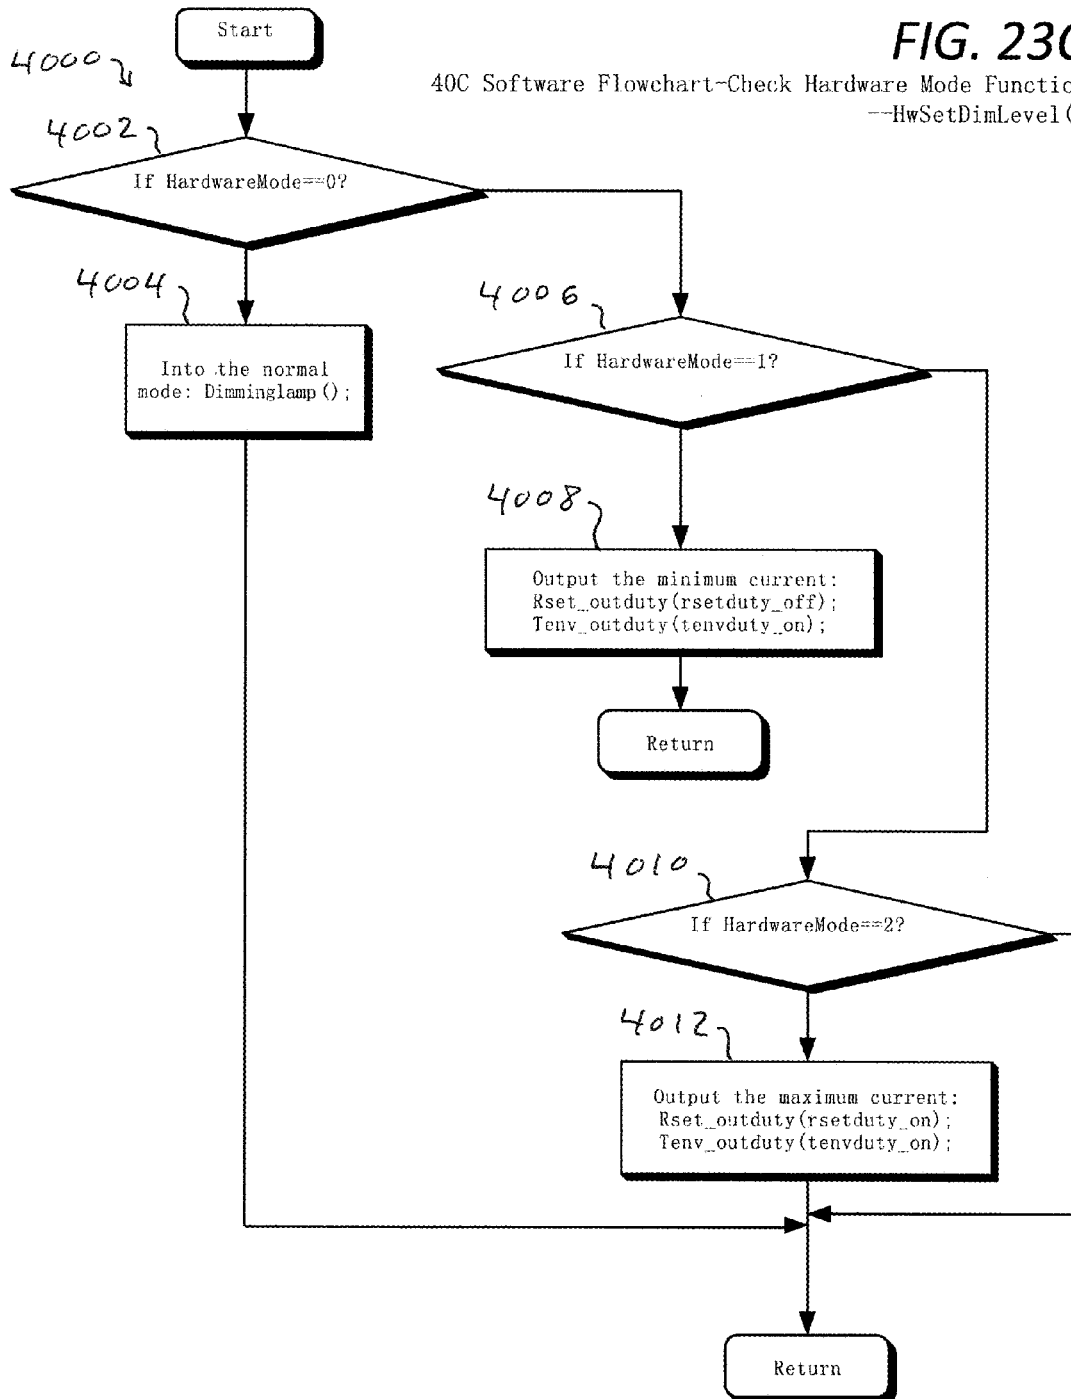 Start
FIG. 23C
4000
40C Software Flowchart-Check Hardware Mode Functio
--HwSetDimLevel(
4002
If HardwareMode==0?
4004
Into the normal
mode: Dimminglamp();
4006
If HardwareMode==1?
4008
Output the minimum current:
Rset_outduty(rsetduty_off);
Tenv_outduty(tenvduty_on);
Return
4010
If HardwareMode==2?
4012
Output the maximum current:
Rset_outduty(rsetduty_on);
Tenv_outduty(tenvduty_on);
Return